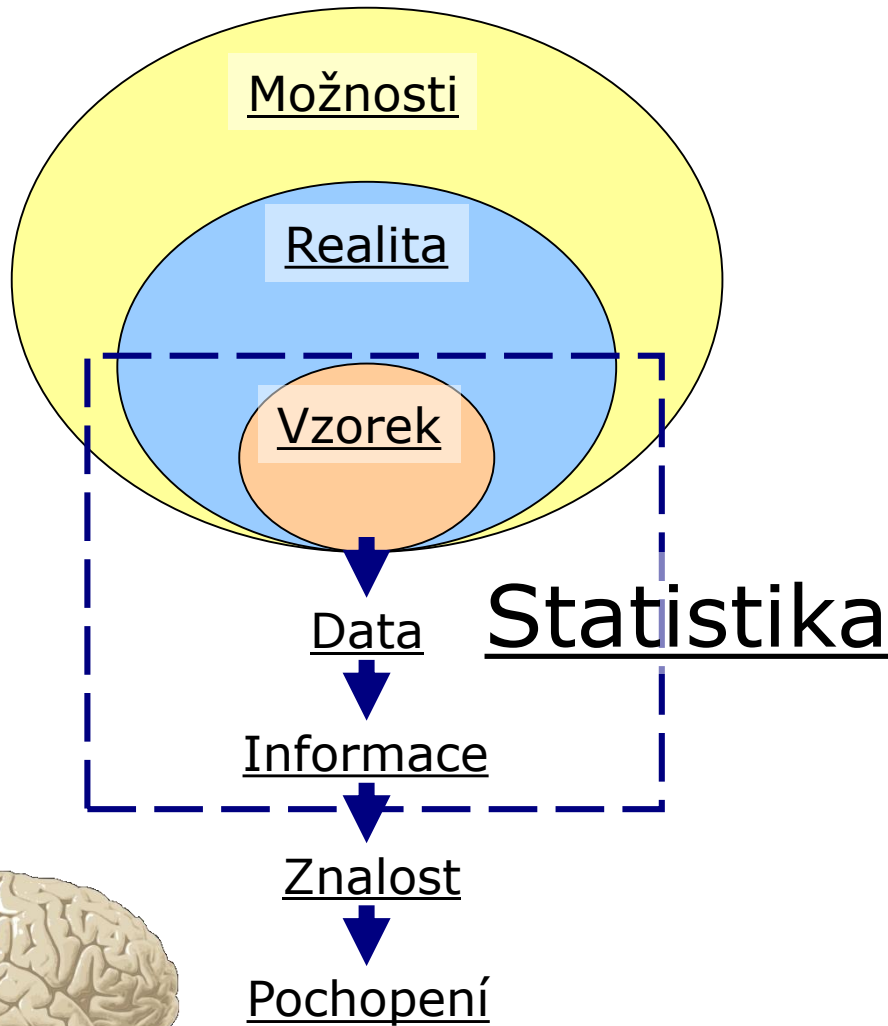 Možnosti
Realita
Vzorek
Data
Statistika
Informace
Znalost
Pochopení